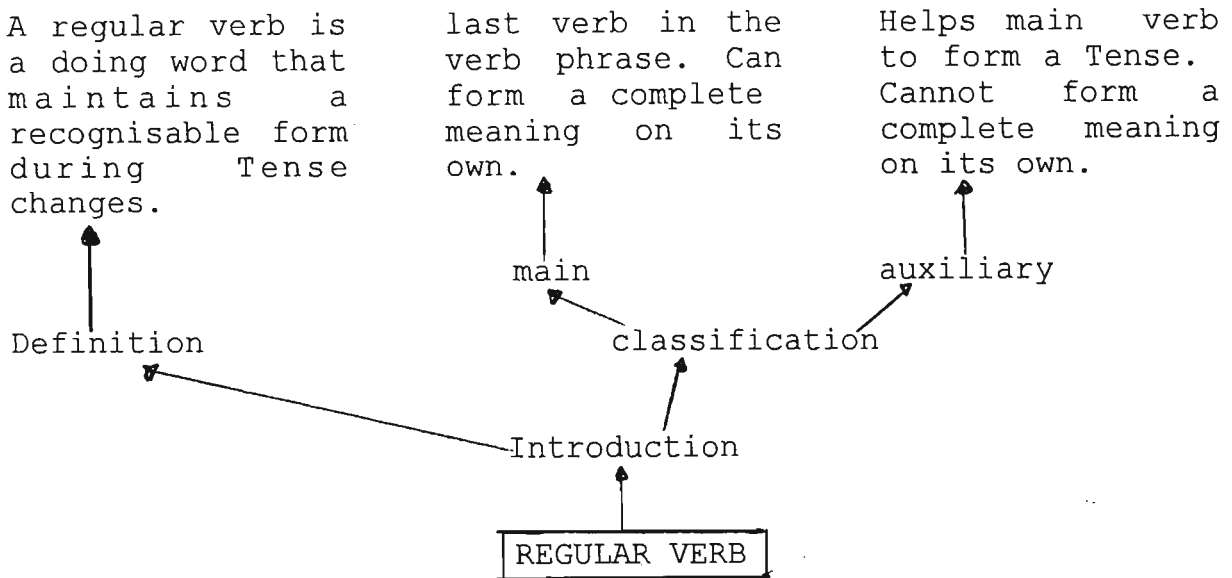 A regular verb is
a doing word that
maintains a
recognisable form
during Tense
changes.
last verb in the
verb phrase. Can
form a complete
meaning on its
own.
Helps main verb
to form a Tense.
Cannot form a
complete meaning
on its own.
main
auxiliary
Definition
classification
Introduction
REGULAR VERB